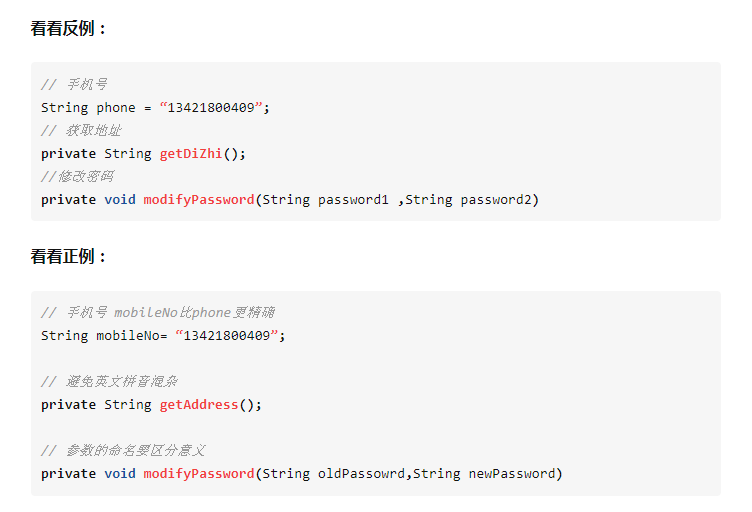 看看反例：
// 手机号
String phone = “13421800409”;
// 获取地址
private String getDiZhi();
//修改密码
private void modifyPassword(String password1 ,String password2)
看看正例：
// 手机号 mobileNo比phone更精确
String mobileNo= “13421800409”;
// 避免英文拼音混杂
private String getAddress();
// 参数的命名要区分意义
private void modifyPassword(String oldPassowrd,String newPassword)